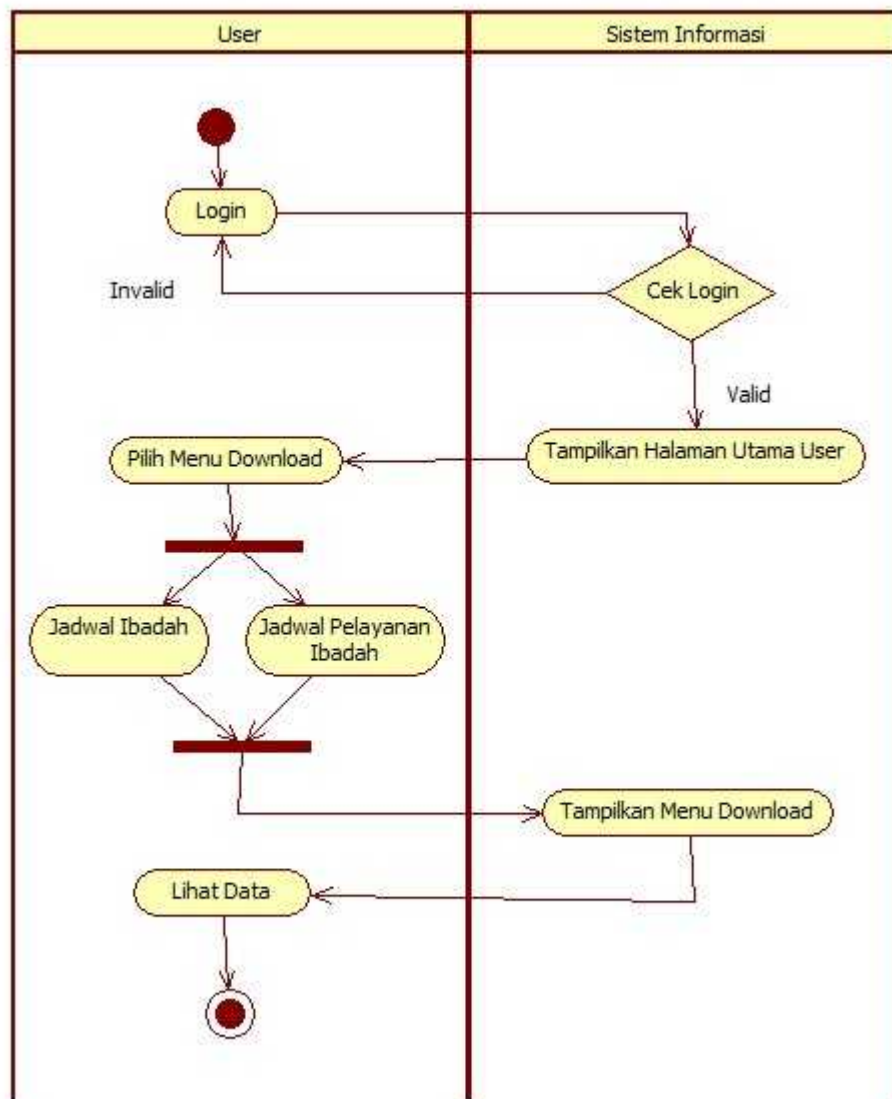 User
Sistem Informasi
Login
Invalid
Cek Login
Valid
Pilih Menu Download
Tampilkan Halaman Utama User
Jadwal Ibadah
Jadwal Pelayanan
Ibadah
Tampilkan Menu Download
Lihat Data